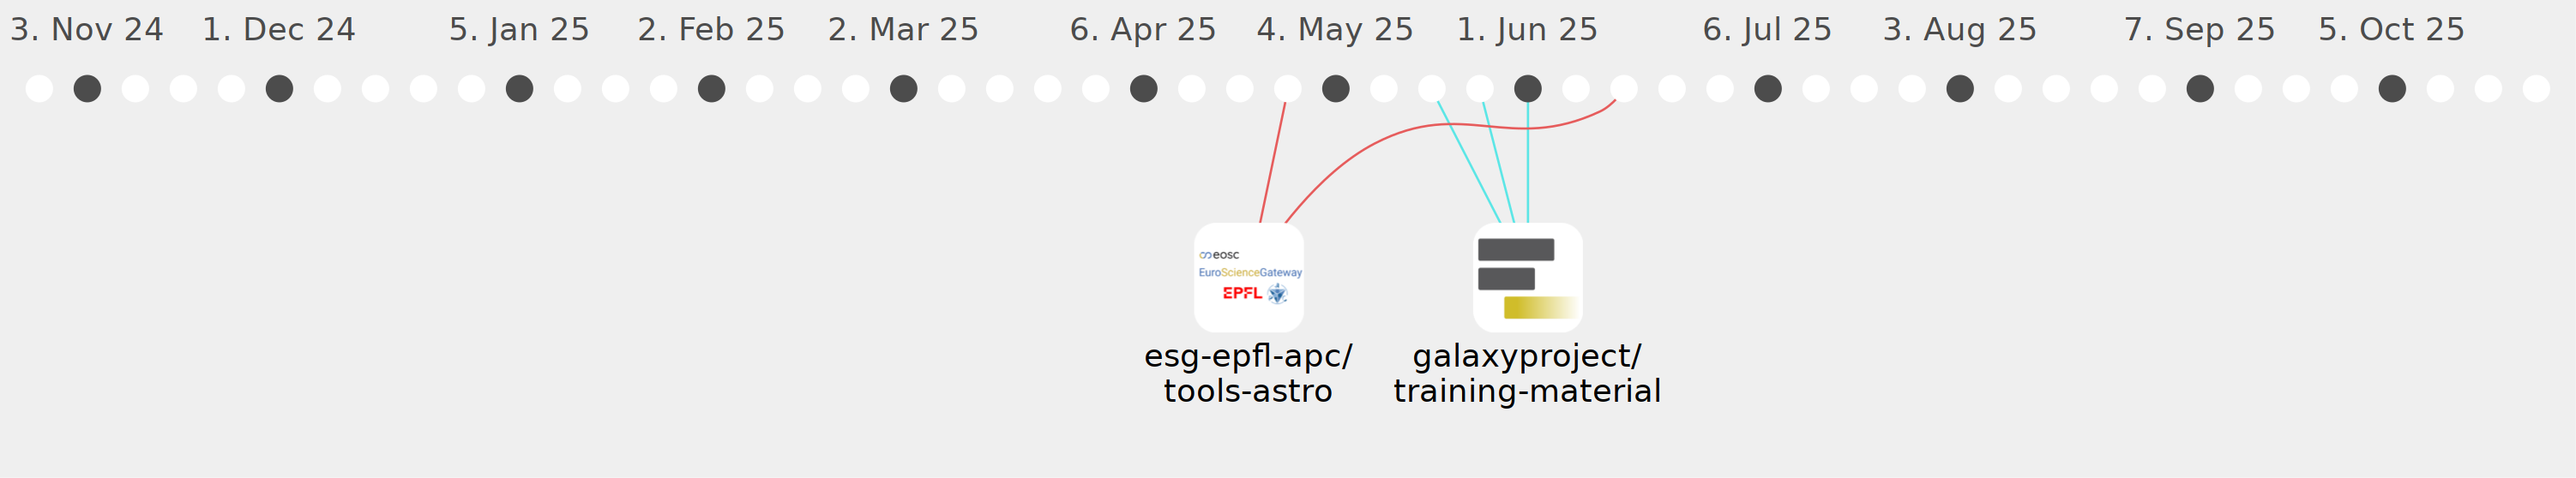 3. Nov 24 1. Dec 24 5. Jan 25 2. Feb 25 2. Mar 25 6. Apr 25 4. May 25 1. Jun 25 6. Jul 25 3. Aug 25 7. Sep 25 5. Oct 25
eosc
EuroScienceGateway
EPFL
esg-epfl-apc/
tools-astro
galaxyproject/
training-material